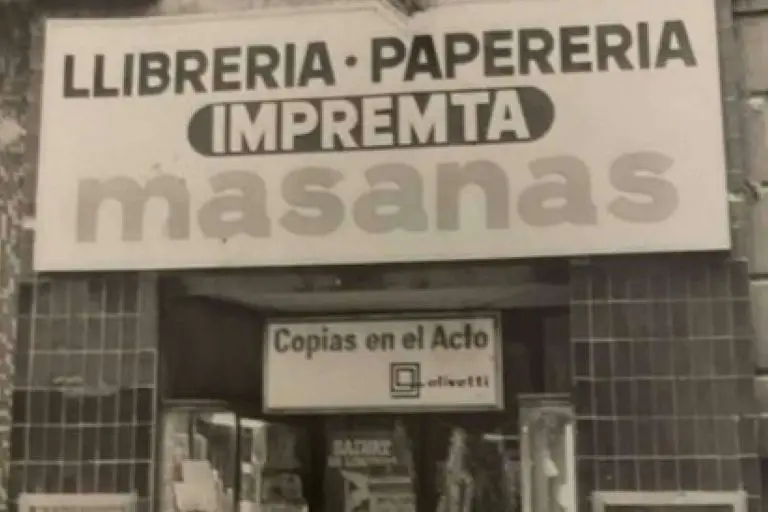 LLIBRERIA · PAPERERIA
IMPREMTA
masanas
Copias en el Acto
olivetti